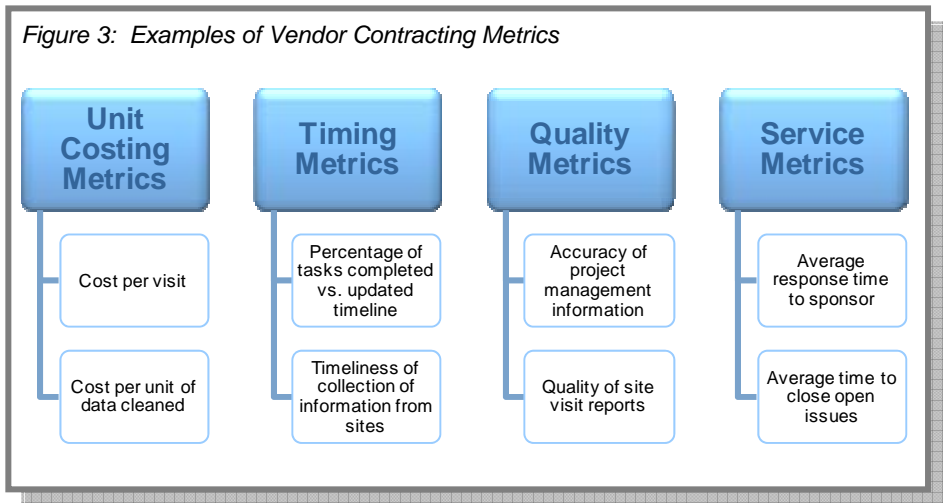 Figure 3:  Examples of Vendor Contracting Metrics
Unit
Costing
Metrics
Cost per visit
Cost per unit of
data cleaned
Timing
Metrics
Percentage of
tasks completed
vs. updated
timeline
Timeliness of
collection of
information from
sites
Quality
Metrics
Accuracy of
project
management
information
Quality of site
visit reports
Service
Metrics
Average
response time
to sponsor
Average time to
close open
issues